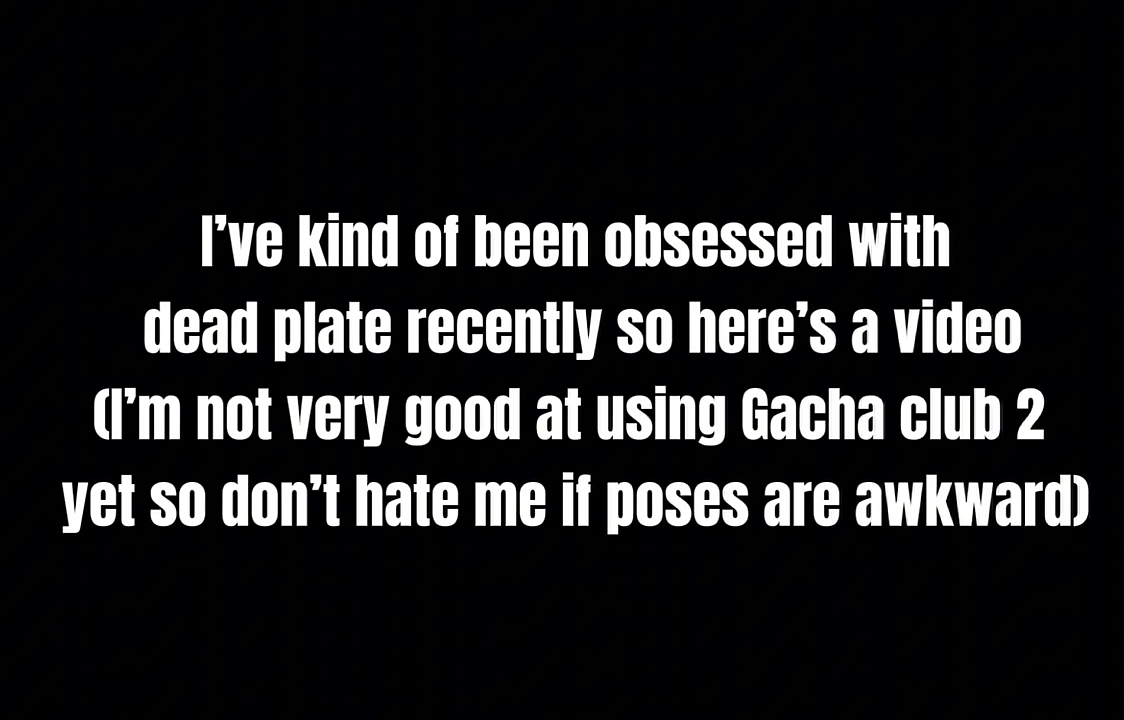 I’ve kind of been obsessed with
dead plate recently so here’s a video
(I’m not very good at using Gacha club 2
yet so don’t hate me if poses are awkward)